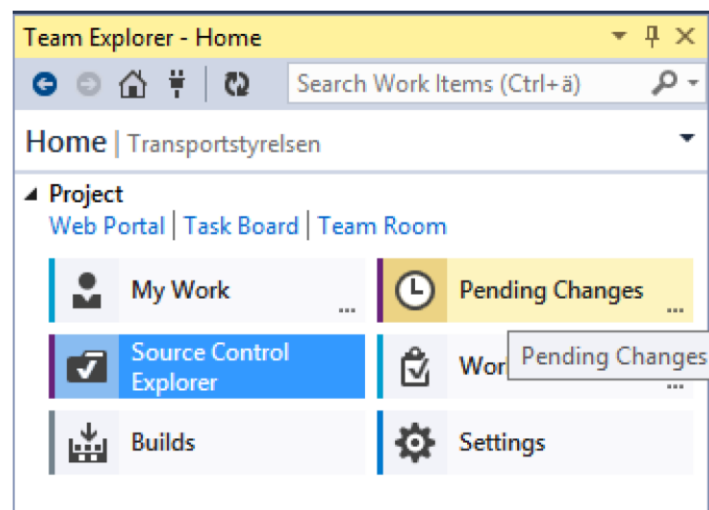 Team Explorer - Home
Search Work Items (Ctrl+ä)
Home | Transportstyrelsen
Project
Web Portal | Task Board | Team Room
My Work
...
Pending Changes
...
Source Control
Explorer
Pending Changes
...
Builds
Settings